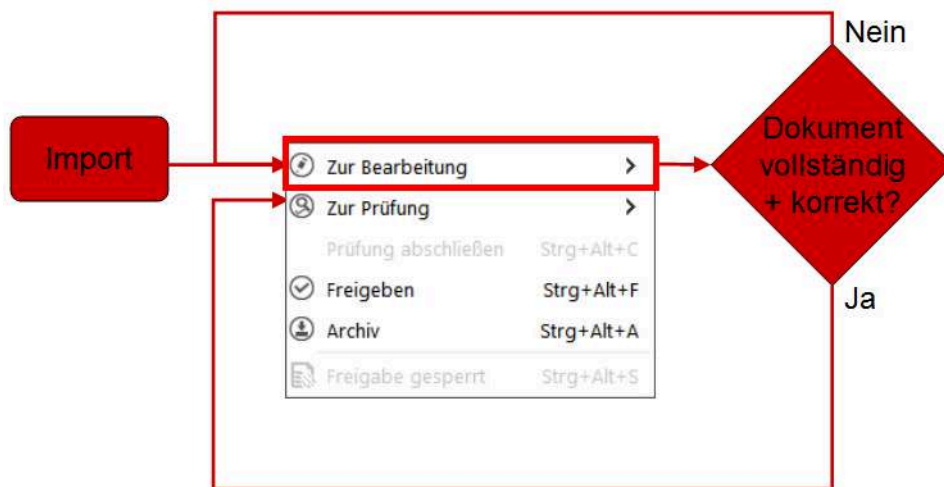 Nein
Import
Dokument
vollständig
+ korrekt?
Zur Bearbeitung
Zur Prüfung
Prüfung abschließen Strg+Alt+C
Freigeben Strg+Alt+F
Archiv Strg+Alt+A
Freigabe gesperrt Strg+Alt+S
Ja